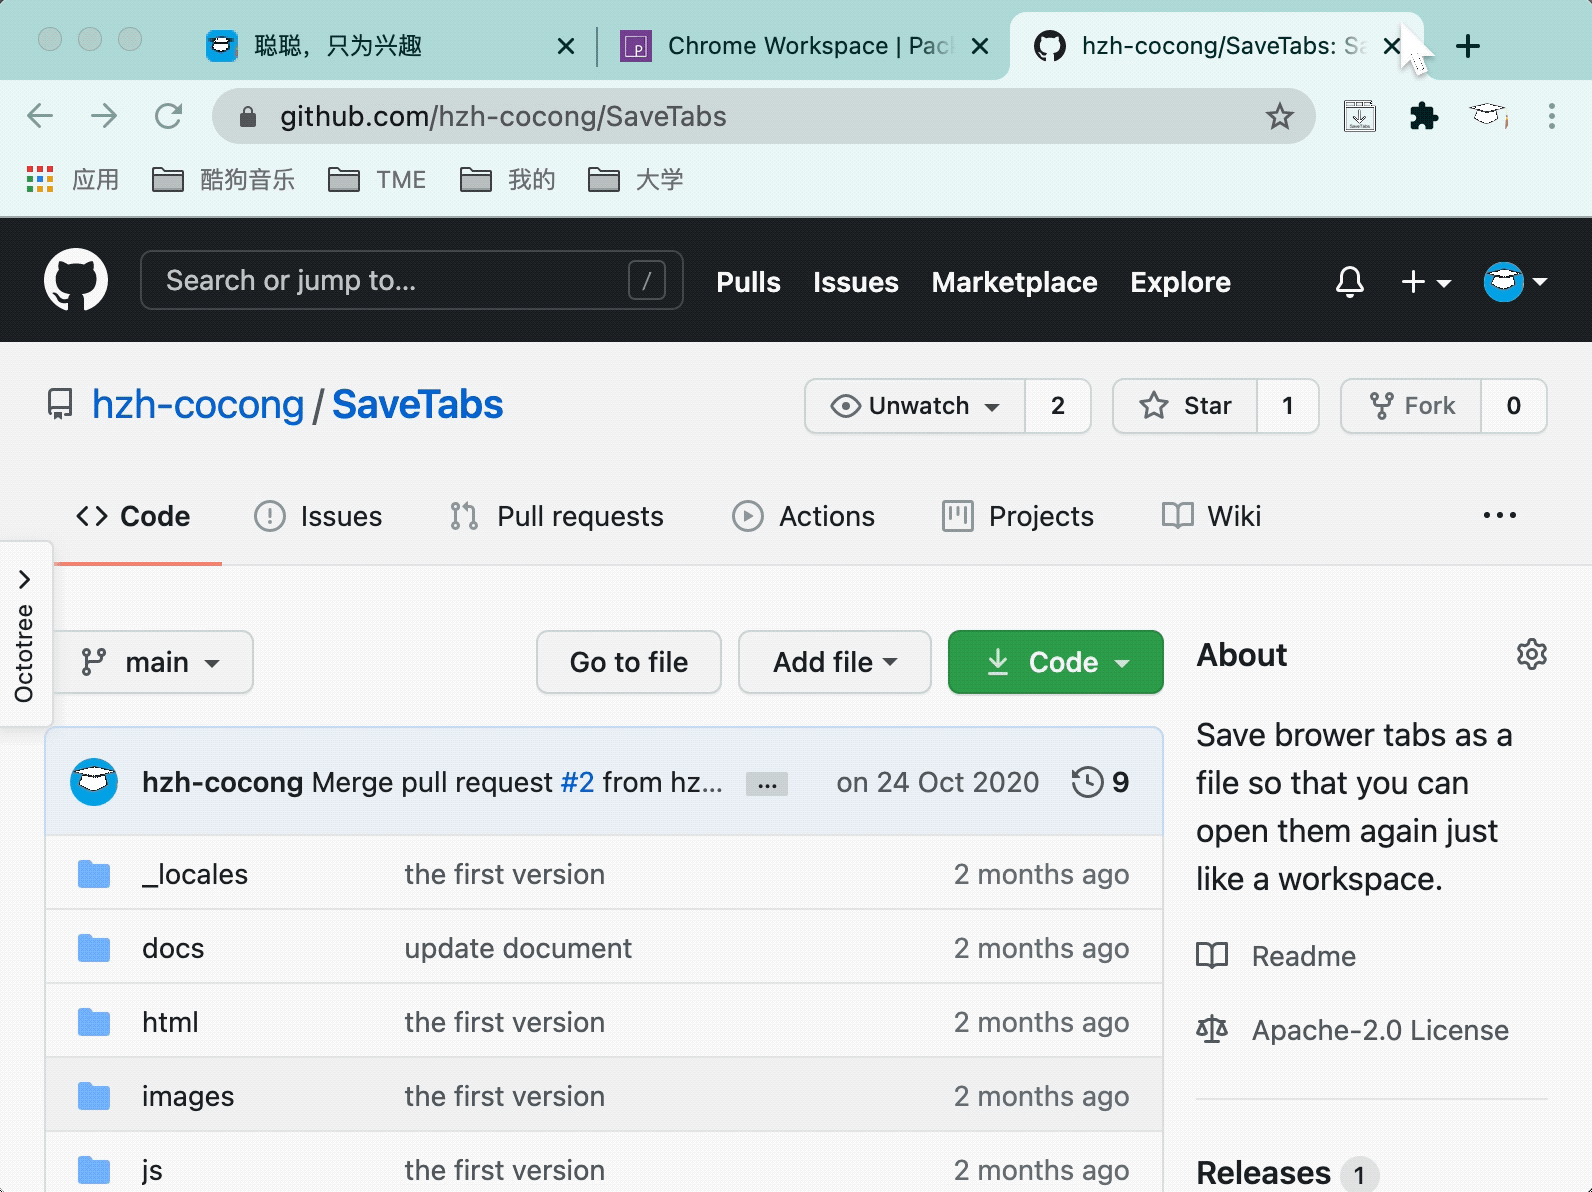 聪聪，只为兴趣
Chrome Workspace | Pack
hzh-cocong/SaveTabs: Sa
github.com/hzh-cocong/SaveTabs
SaveTabs
应用 酷狗音乐 TME 我的 大学
Search or jump to... /
Pulls Issues Marketplace Explore
hzh-cocong / SaveTabs
Unwatch 2 Star 1 Fork 0
Code Issues Pull requests Actions Projects Wiki ...
Octotree
main Go to file Add file Code
hzh-cocong Merge pull request #2 from hz... ... on 24 Oct 2020 9
_locales the first version 2 months ago
docs update document 2 months ago
html the first version 2 months ago
images the first version 2 months ago
js the first version 2 months ago
About
Save brower tabs as a
file so that you can
open them again just
like a workspace.
Readme
Apache-2.0 License
Releases 1